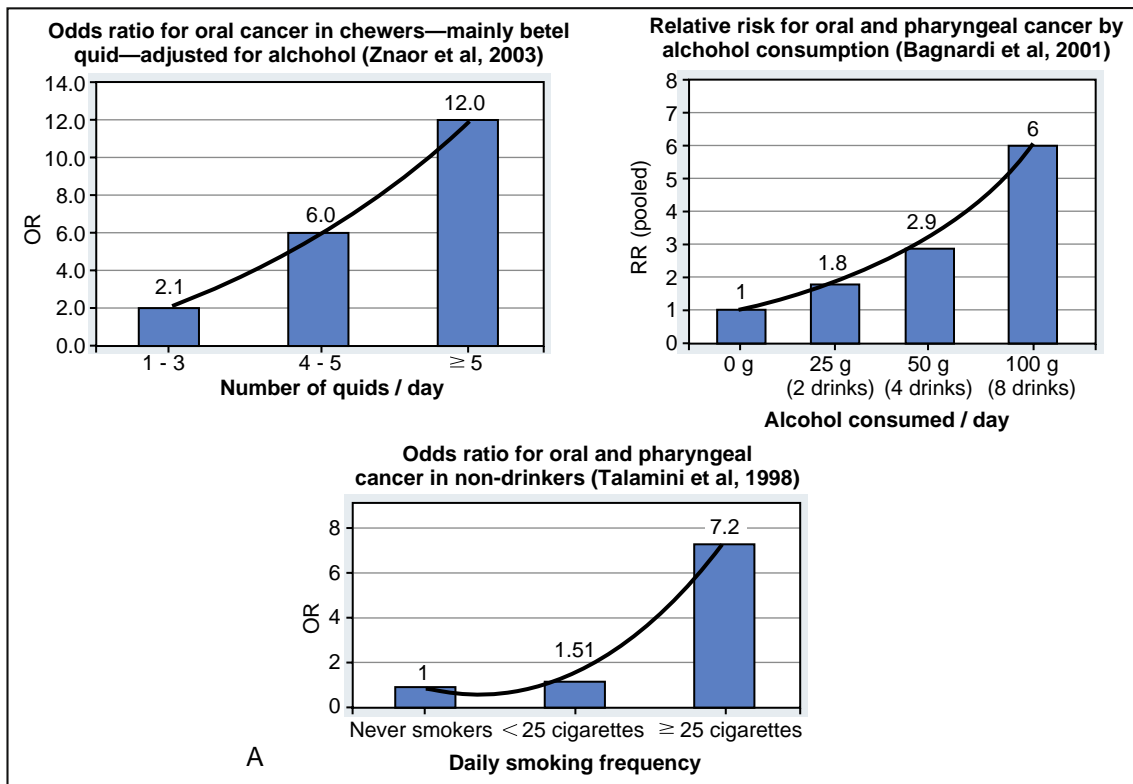 Odds ratio for oral cancer in chewers—mainly betel
quid—adjusted for alchohol (Znaor et al, 2003)
14.0
12.0
10.0
8.0
6.0
4.0
2.0
0.0
OR
2.1
6.0
12.0
1 - 3
4 - 5
≥ 5
Number of quids / day
Relative risk for oral and pharyngeal cancer by
alchohol consumption (Bagnardi et al, 2001)
8
7
6
5
4
3
2
1
0
RR (pooled)
1
1.8
2.9
6
0 g
25 g
50 g
100 g
(2 drinks)
(4 drinks)
(8 drinks)
Alcohol consumed / day
Odds ratio for oral and pharyngeal
cancer in non-drinkers (Talamini et al, 1998)
8
6
4
2
0
OR
1
1.51
7.2
Never smokers
< 25 cigarettes
≥ 25 cigarettes
Daily smoking frequency
A